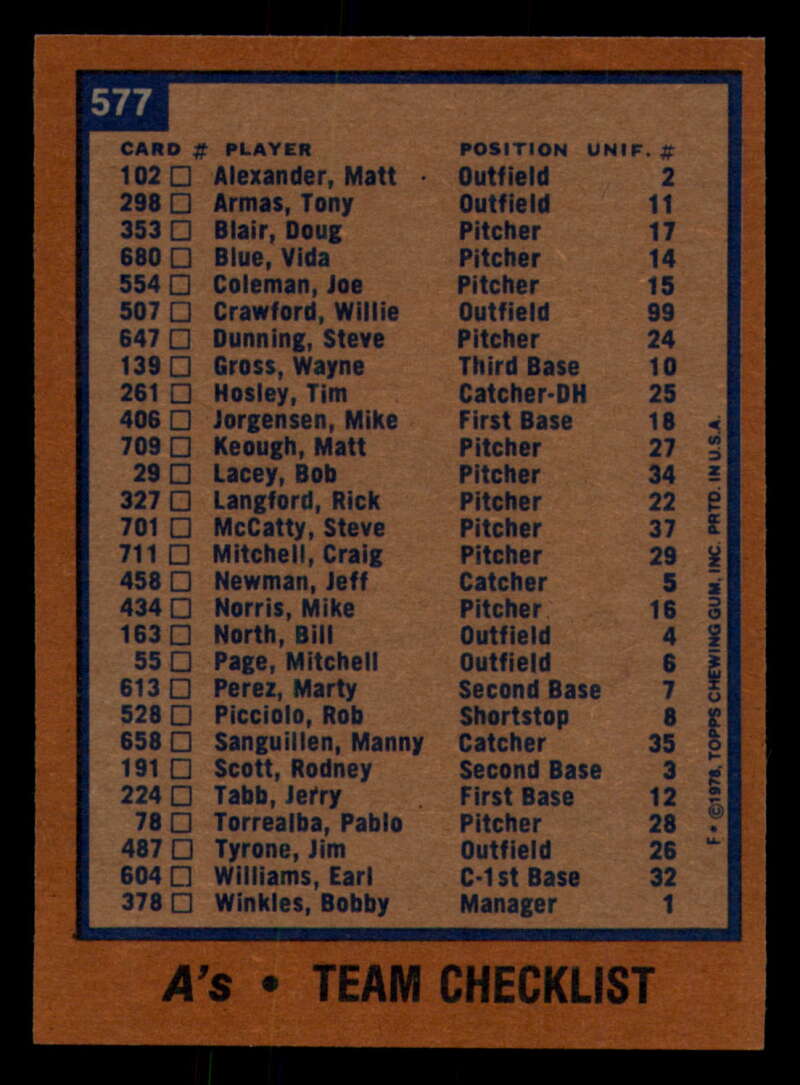 577
CARD # PLAYER POSITION UNIF. #
102 Alexander, Matt Outfield 2
298 Armas, Tony Outfield 11
353 Blair, Doug Pitcher 17
680 Blue, Vida Pitcher 14
554 Coleman, Joe Pitcher 15
507 Crawford, Willie Outfield 99
647 Dunning, Steve Pitcher 24
139 Gross, Wayne Third Base 10
261 Hosley, Tim Catcher-DH 25
406 Jorgensen, Mike First Base 18
709 Keough, Matt Pitcher 27
29 Lacey, Bob Pitcher 34
327 Langford, Rick Pitcher 22
701 McCatty, Steve Pitcher 37
711 Mitchell, Craig Pitcher 29
458 Newman, Jeff Catcher 5
434 Norris, Mike Pitcher 16
163 North, Bill Outfield 4
55 Page, Mitchell Outfield 6
613 Perez, Marty Second Base 7
528 Picciolo, Rob Shortstop 8
658 Sanguillen, Manny Catcher 35
191 Scott, Rodney Second Base 3
224 Tabb, Jerry First Base 12
78 Torrealba, Pablo Pitcher 28
487 Tyrone, Jim Outfield 26
604 Williams, Earl C-1st Base 32
378 Winkles, Bobby Manager 1
F* ©1978, TOPPS CHEWING GUM, INC. PRTD. IN U.S.A.
A's • TEAM CHECKLIST